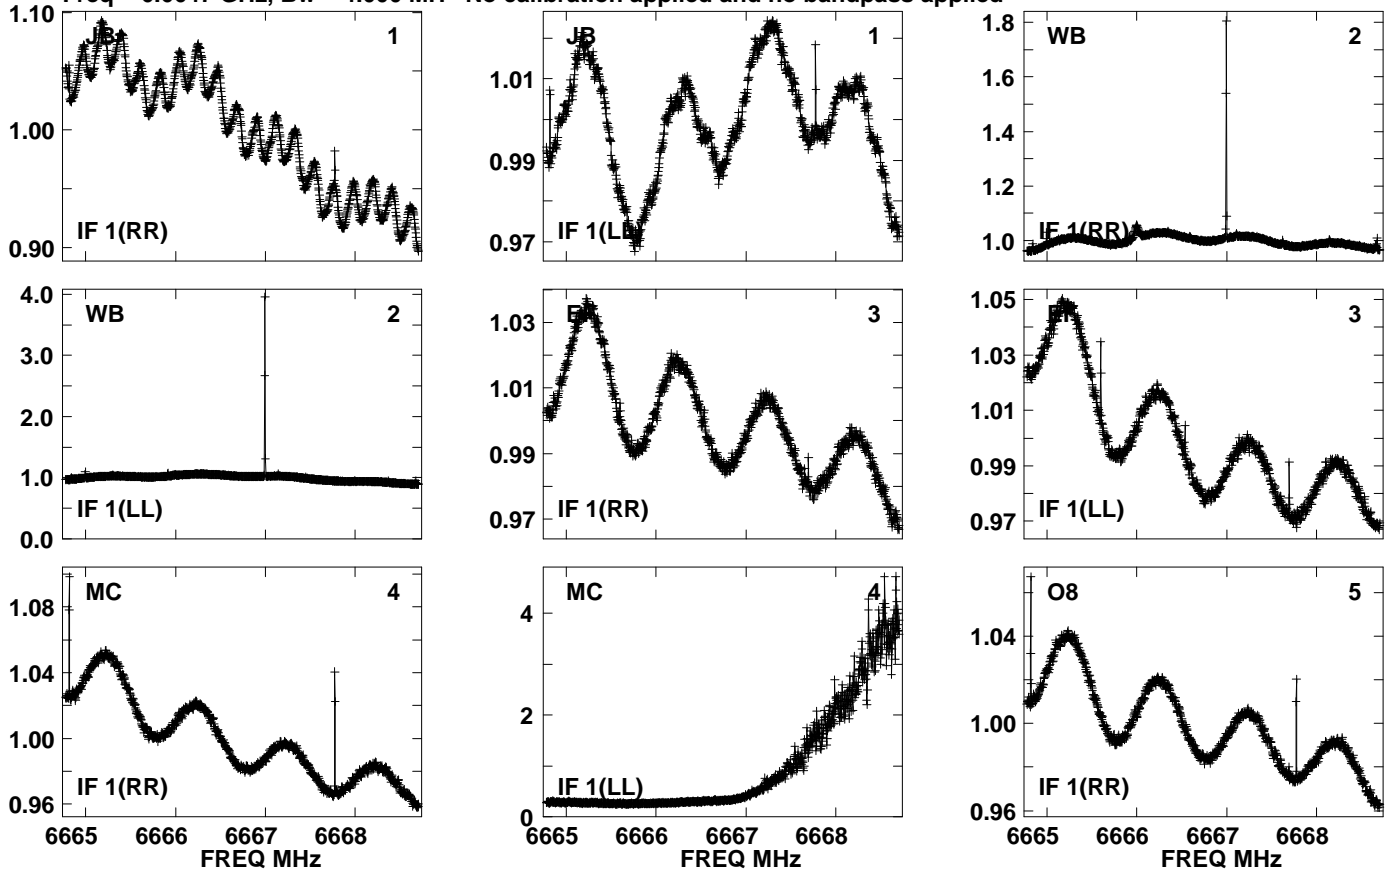 No calibration applied and no bandpass applied
1.10
1.00
0.90
JB
1
IF 1(RR)
1.01
0.99
0.97
JB
1
IF 1(LL)
1.8
1.6
1.4
1.2
1.0
WB
2
IF 1(RR)
4.0
3.0
2.0
1.0
0.0
WB
2
IF 1(LL)
1.03
1.01
0.99
0.97
3
IF 1(RR)
1.05
1.03
1.01
0.99
0.97
3
IF 1(LL)
1.08
1.04
1.00
0.96
MC
4
IF 1(RR)
6665 6666 6667 6668
FREQ MHz
4
2
0
MC
4
IF 1(LL)
6665 6666 6667 6668
1.04
1.00
0.96
O8
5
IF 1(RR)
6665 6666 6667 6668
FREQ MHz